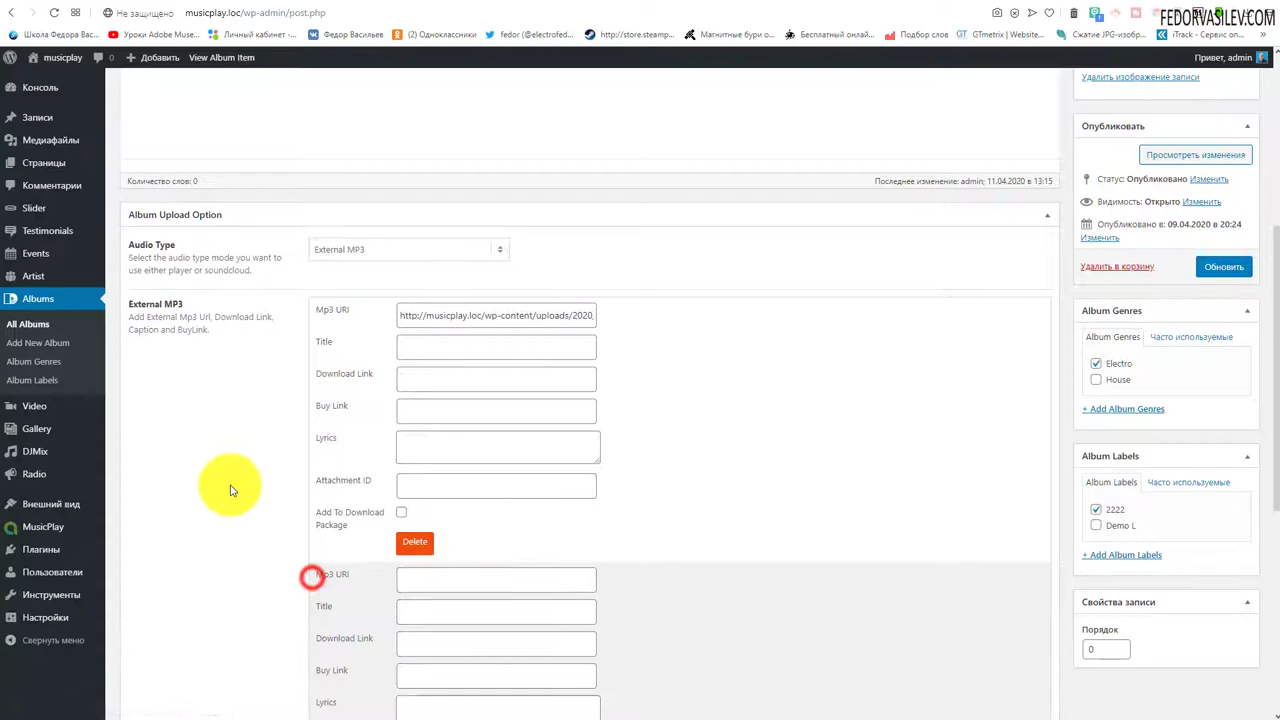 Не защищено musicplay.loc/wp-admin/post.php
FEDORVASILEV.COM
Школа Федора Вас... Уроки Adobe Muse... Личный кабинет -... Федор Васильев (2) Одноклассники fedor (@electrofed... http://store.steamp... Магнитные бури о... Бесплатный онлай... Подбор слов GTmetrix | Website... Сжатие JPG-изобр... iTrack - Сервис оп...
musicplay 0 + Добавить View Album Item Привет, admin
Консоль
Записи
Медиафайлы
Страницы
Комментарии
Slider
Testimonials
Events
Artist
Albums
All Albums
Add New Album
Album Genres
Album Labels
Video
Gallery
DJMix
Radio
Внешний вид
MusicPlay
Плагины
Пользователи
Инструменты
Настройки
Свернуть меню
Количество слов: 0 Последнее изменение: admin; 11.04.2020 в 13:15
Album Upload Option
Audio Type
Select the audio type mode you want to
use either player or soundcloud.
External MP3
External MP3
Add External Mp3 Url, Download Link,
Caption and BuyLink.
Mp3 URI http://musicplay.loc/wp-content/uploads/2020
Title
Download Link
Buy Link
Lyrics
Attachment ID
Add To Download
Package
Delete
Mp3 URI
Title
Download Link
Buy Link
Lyrics
Удалить изображение записи
Опубликовать
Просмотреть изменения
Статус: Опубликовано Изменить
Видимость: Открыто Изменить
Опубликовано в: 09.04.2020 в 20:24
Изменить
Удалить в корзину Обновить
Album Genres
Album Genres Часто используемые
Electro
House
+ Add Album Genres
Album Labels
Album Labels Часто используемые
2222
Demo L
+ Add Album Labels
Свойства записи
Порядок
0